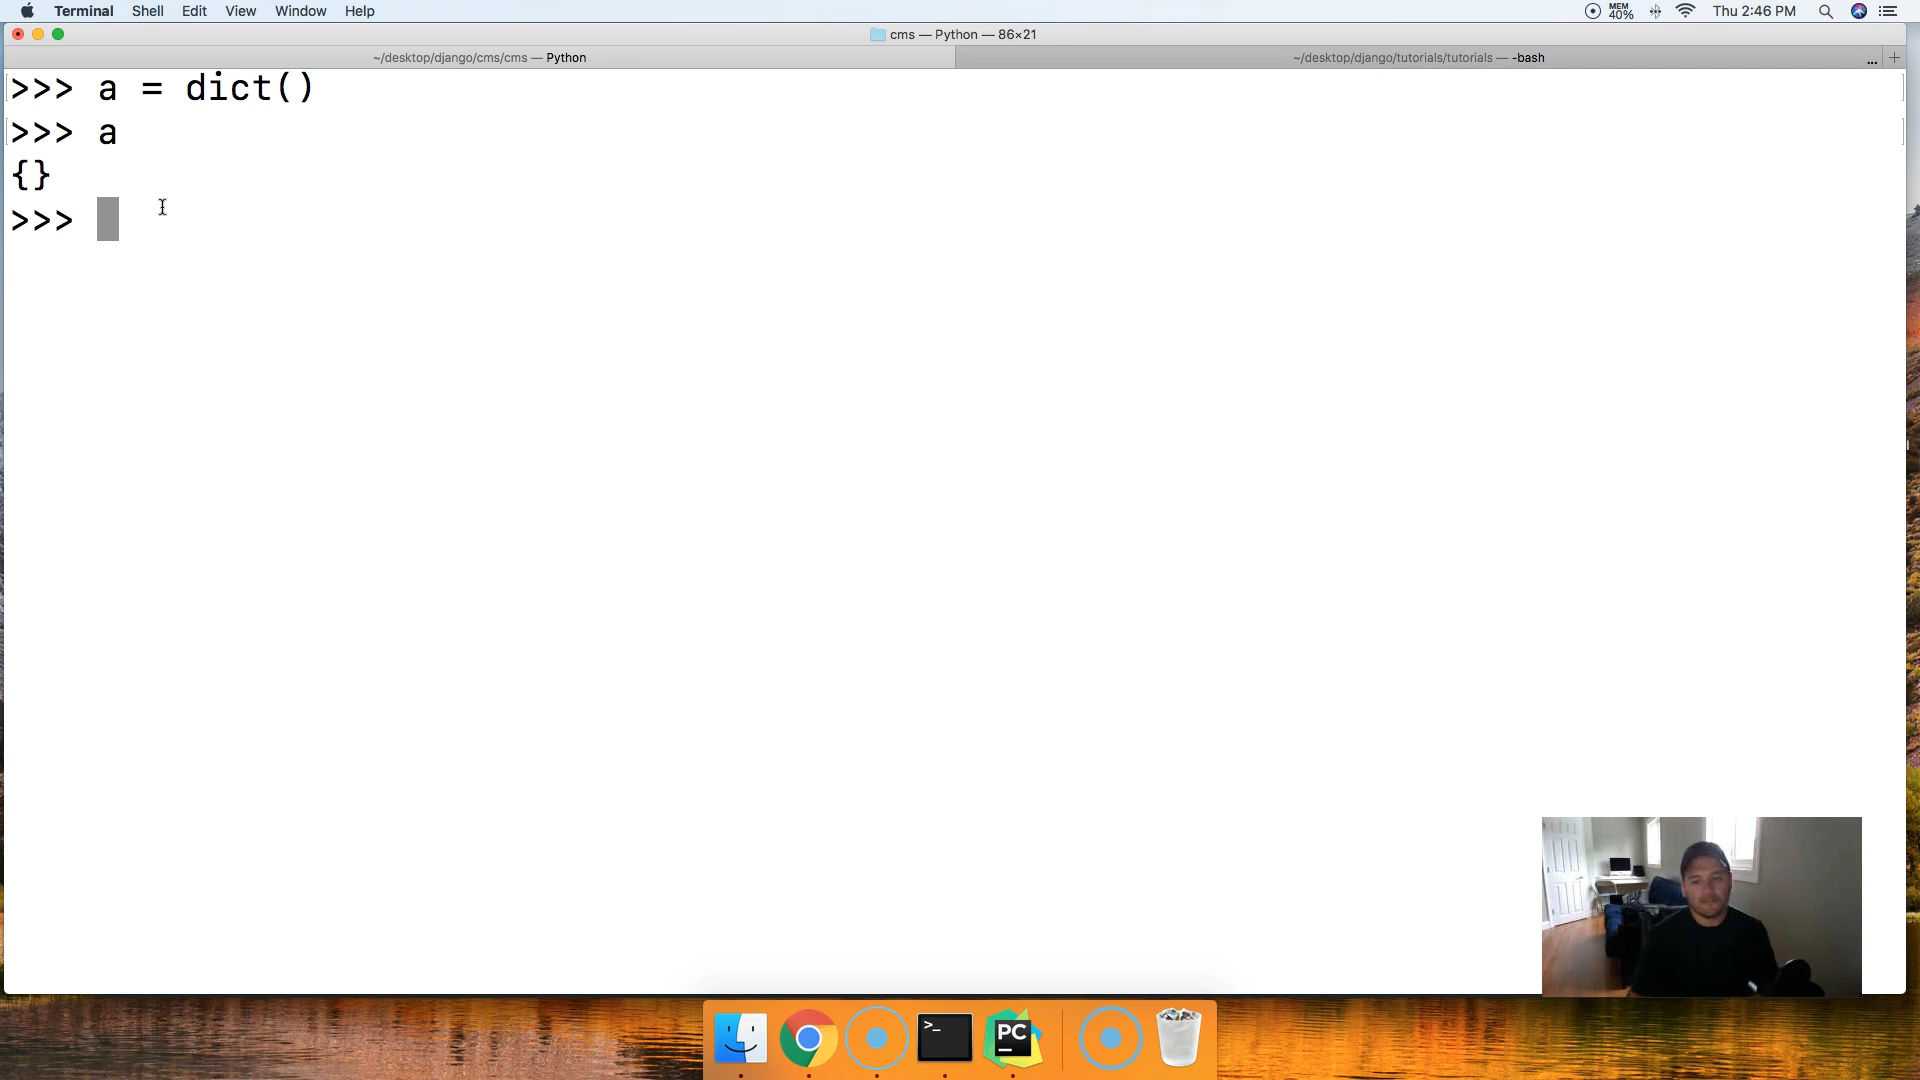 Terminal Shell Edit View Window Help MEM 40% Thu 2:46 PM
cms — Python — 86×21
~/desktop/django/cms/cms — Python ~/desktop/django/tutorials/tutorials — -bash ... +
>>> a = dict()
>>> a
{}
>>>
>_ PC